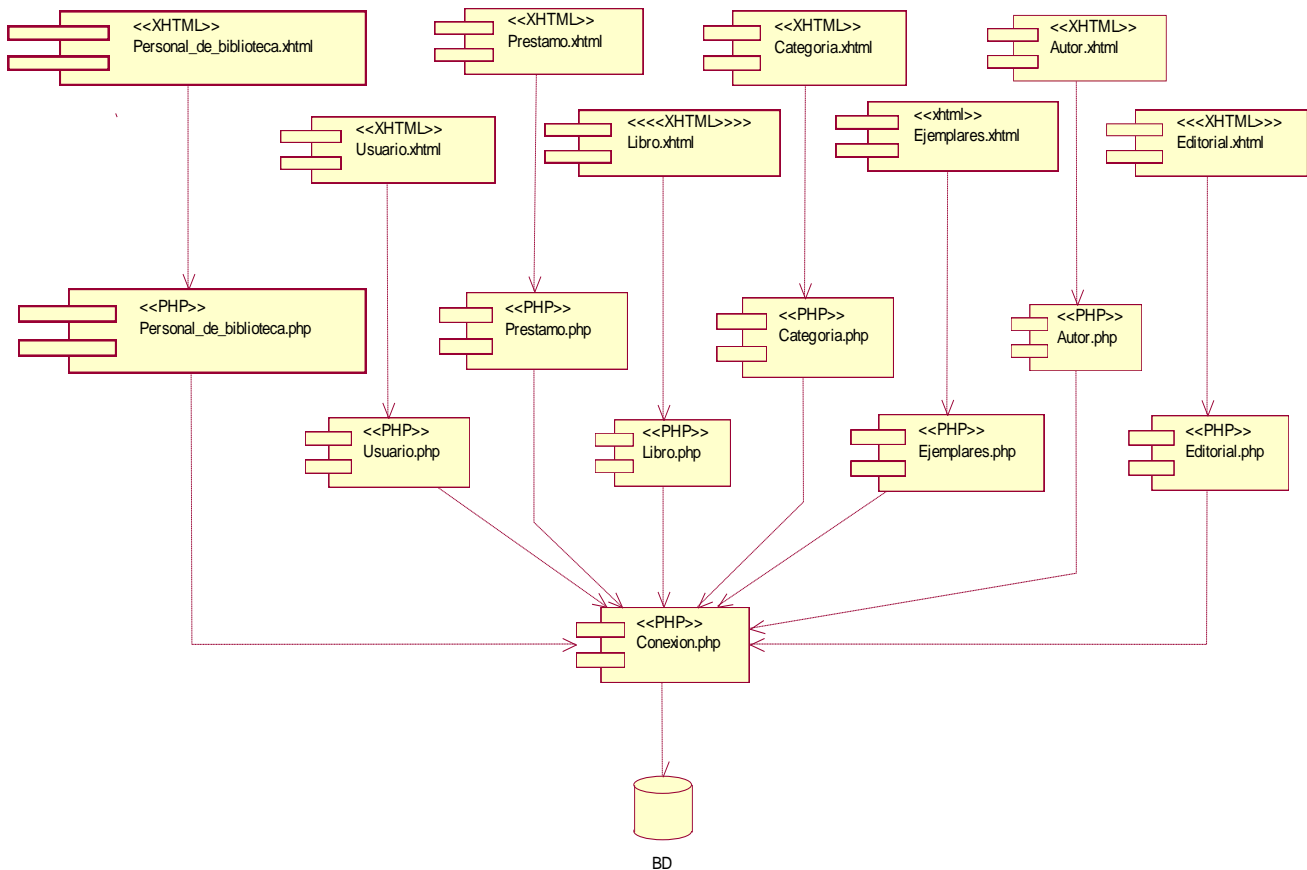 <<XHTML>>
Personal_de_biblioteca.xhtml
<<XHTML>>
Prestamo.xhtml
<<XHTML>>
Categoria.xhtml
<<XHTML>>
Autor.xhtml
<<XHTML>>
Usuario.xhtml
<<<<XHTML>>>>
Libro.xhtml
<<xhtml>>
Ejemplares.xhtml
<<<XHTML>>>
Editorial.xhtml
<<PHP>>
Personal_de_biblioteca.php
<<PHP>>
Prestamo.php
<<PHP>>
Categoria.php
<<PHP>>
Autor.php
<<PHP>>
Usuario.php
<<PHP>>
Libro.php
<<PHP>>
Ejemplares.php
<<PHP>>
Editorial.php
<<PHP>>
Conexion.php
BD